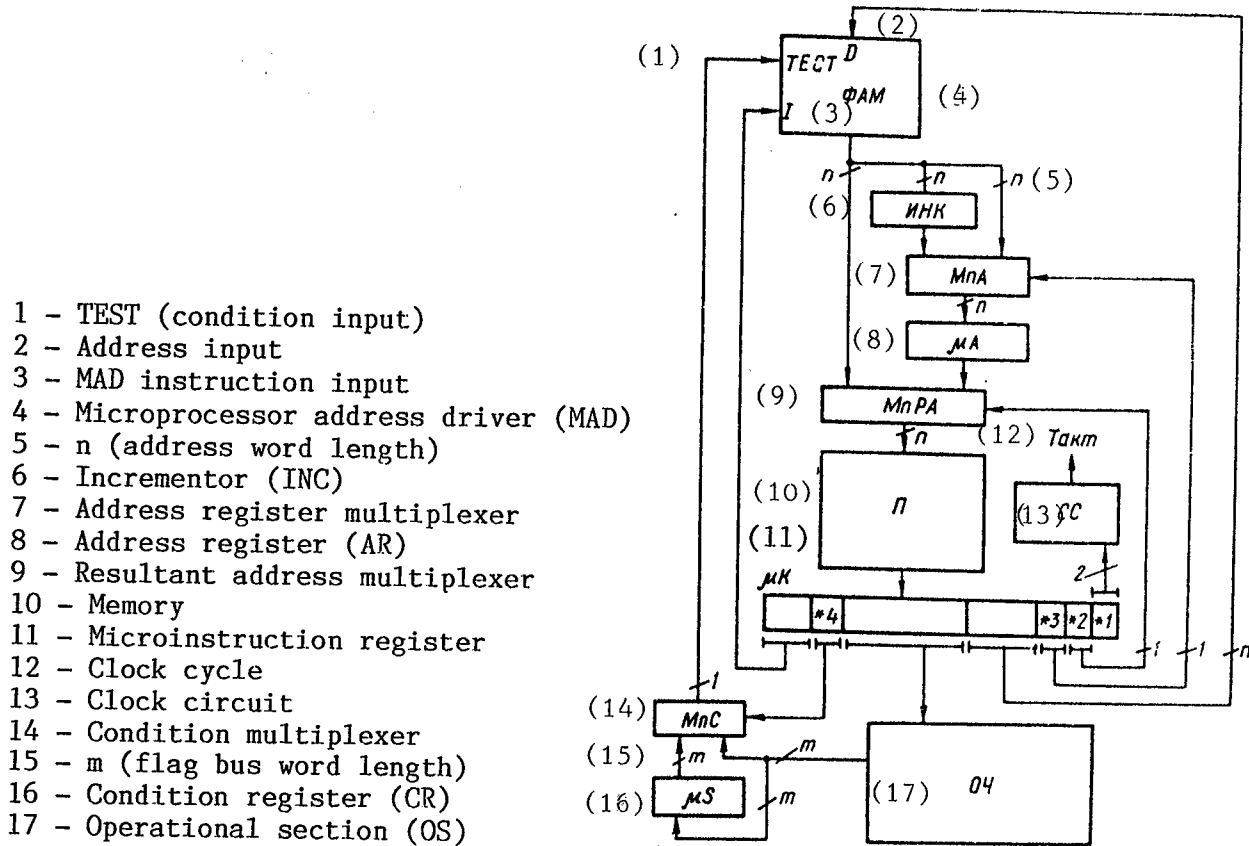 (2)
(1)
ТЕСТ D
ФАМ
(4)
I (3)
n
n
n (5)
(6)
ИНК
(7)
МпА
n
(8)
μА
(9)
МпРА
n
(12) Такт
(10)
П
(13) СС
(11)
2
μК
*4
*3
*2
*1
1
1
1
n
(14)
МпС
(15)
m
m
(16)
μS
m
(17)
ОЧ
1 - TEST (condition input)
2 - Address input
3 - MAD instruction input
4 - Microprocessor address driver (MAD)
5 - n (address word length)
6 - Incrementor (INC)
7 - Address register multiplexer
8 - Address register (AR)
9 - Resultant address multiplexer
10 - Memory
11 - Microinstruction register
12 - Clock cycle
13 - Clock circuit
14 - Condition multiplexer
15 - m (flag bus word length)
16 - Condition register (CR)
17 - Operational section (OS)